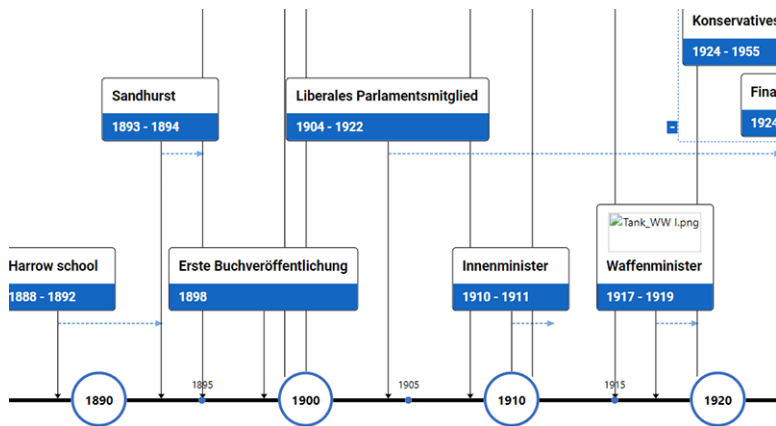 Konservatives
1924 - 1955
Sandhurst
1893 - 1894
Liberales Parlamentsmitglied
1904 - 1922
Fina
1924
Tank_WW I.png
Harrow school
1888 - 1892
Erste Buchveröffentlichung
1898
Innenminister
1910 - 1911
Waffenminister
1917 - 1919
1890
1895
1900
1905
1910
1915
1920